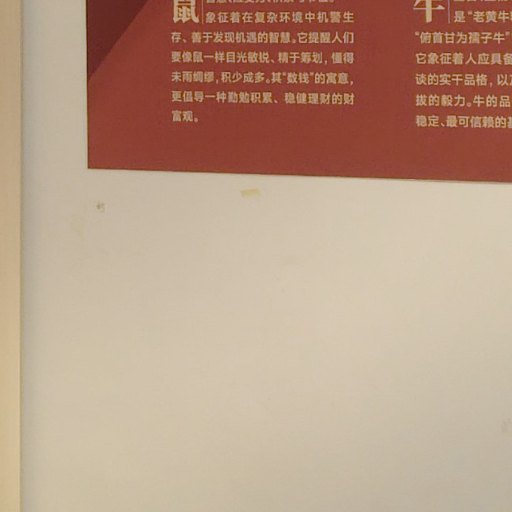 鼠
象征着在复杂环境中机警生
存、善于发现机遇的智慧。它提醒人们
要像鼠一样目光敏锐、精于筹划，懂得
未雨绸缪，积少成多。其“数钱”的寓意，
更倡导一种勤勉积累、稳健理财的财
富观。
牛
是“老黄牛
“俯首甘为孺子牛”
它象征着人应具备
谈的实干品格，以
拔的毅力。牛的品
稳定、最可信赖的